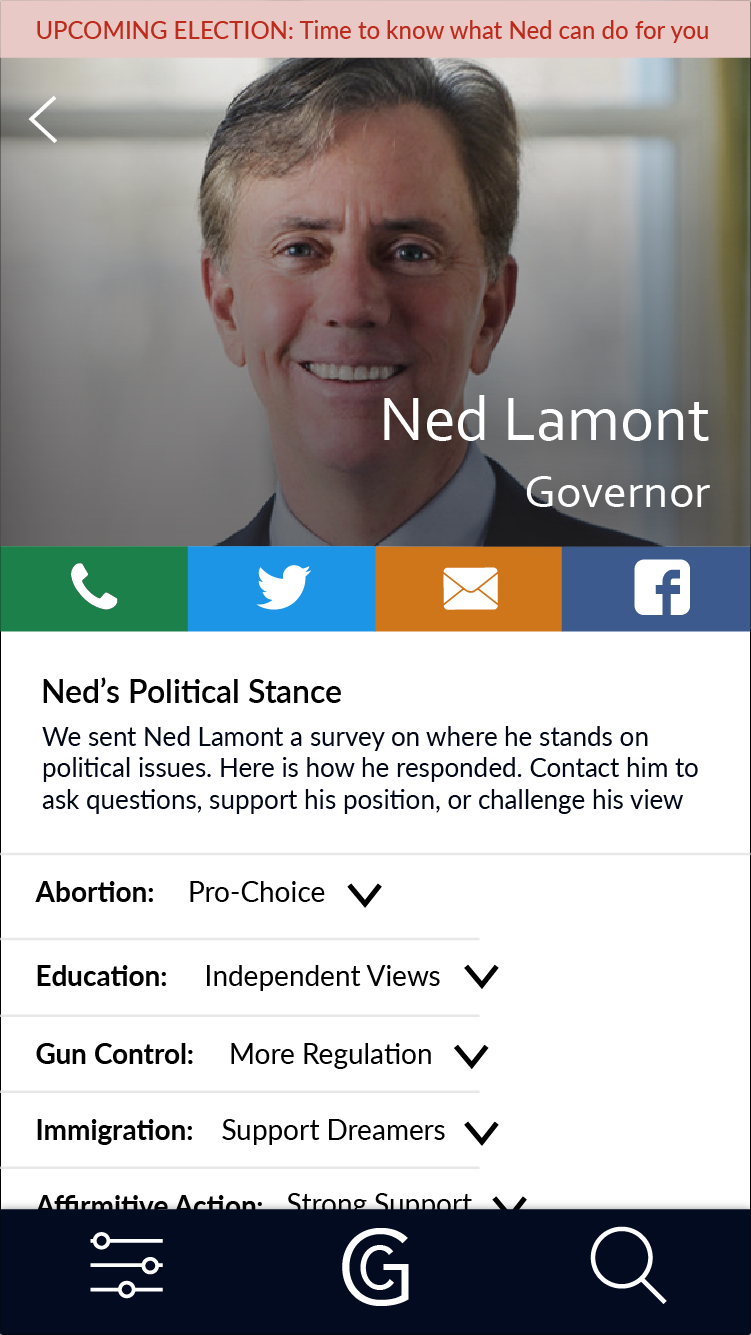 UPCOMING ELECTION: Time to know what Ned can do for you
Ned Lamont
Governor
Ned’s Political Stance
We sent Ned Lamont a survey on where he stands on
political issues. Here is how he responded. Contact him to
ask questions, support his position, or challenge his view
Abortion: Pro-Choice
Education: Independent Views
Gun Control: More Regulation
Immigration: Support Dreamers
Affirmitive Action: Strong Support
G